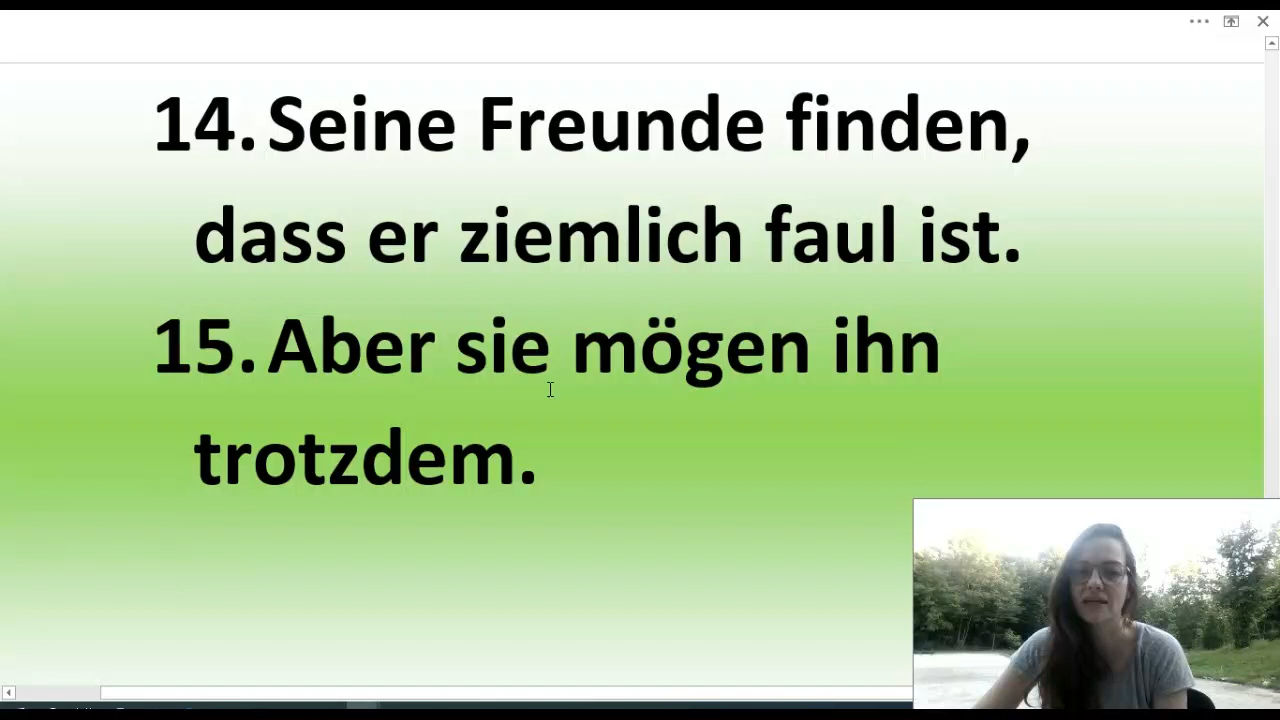 14. Seine Freunde finden,
dass er ziemlich faul ist.
15. Aber sie mögen ihn
trotzdem.